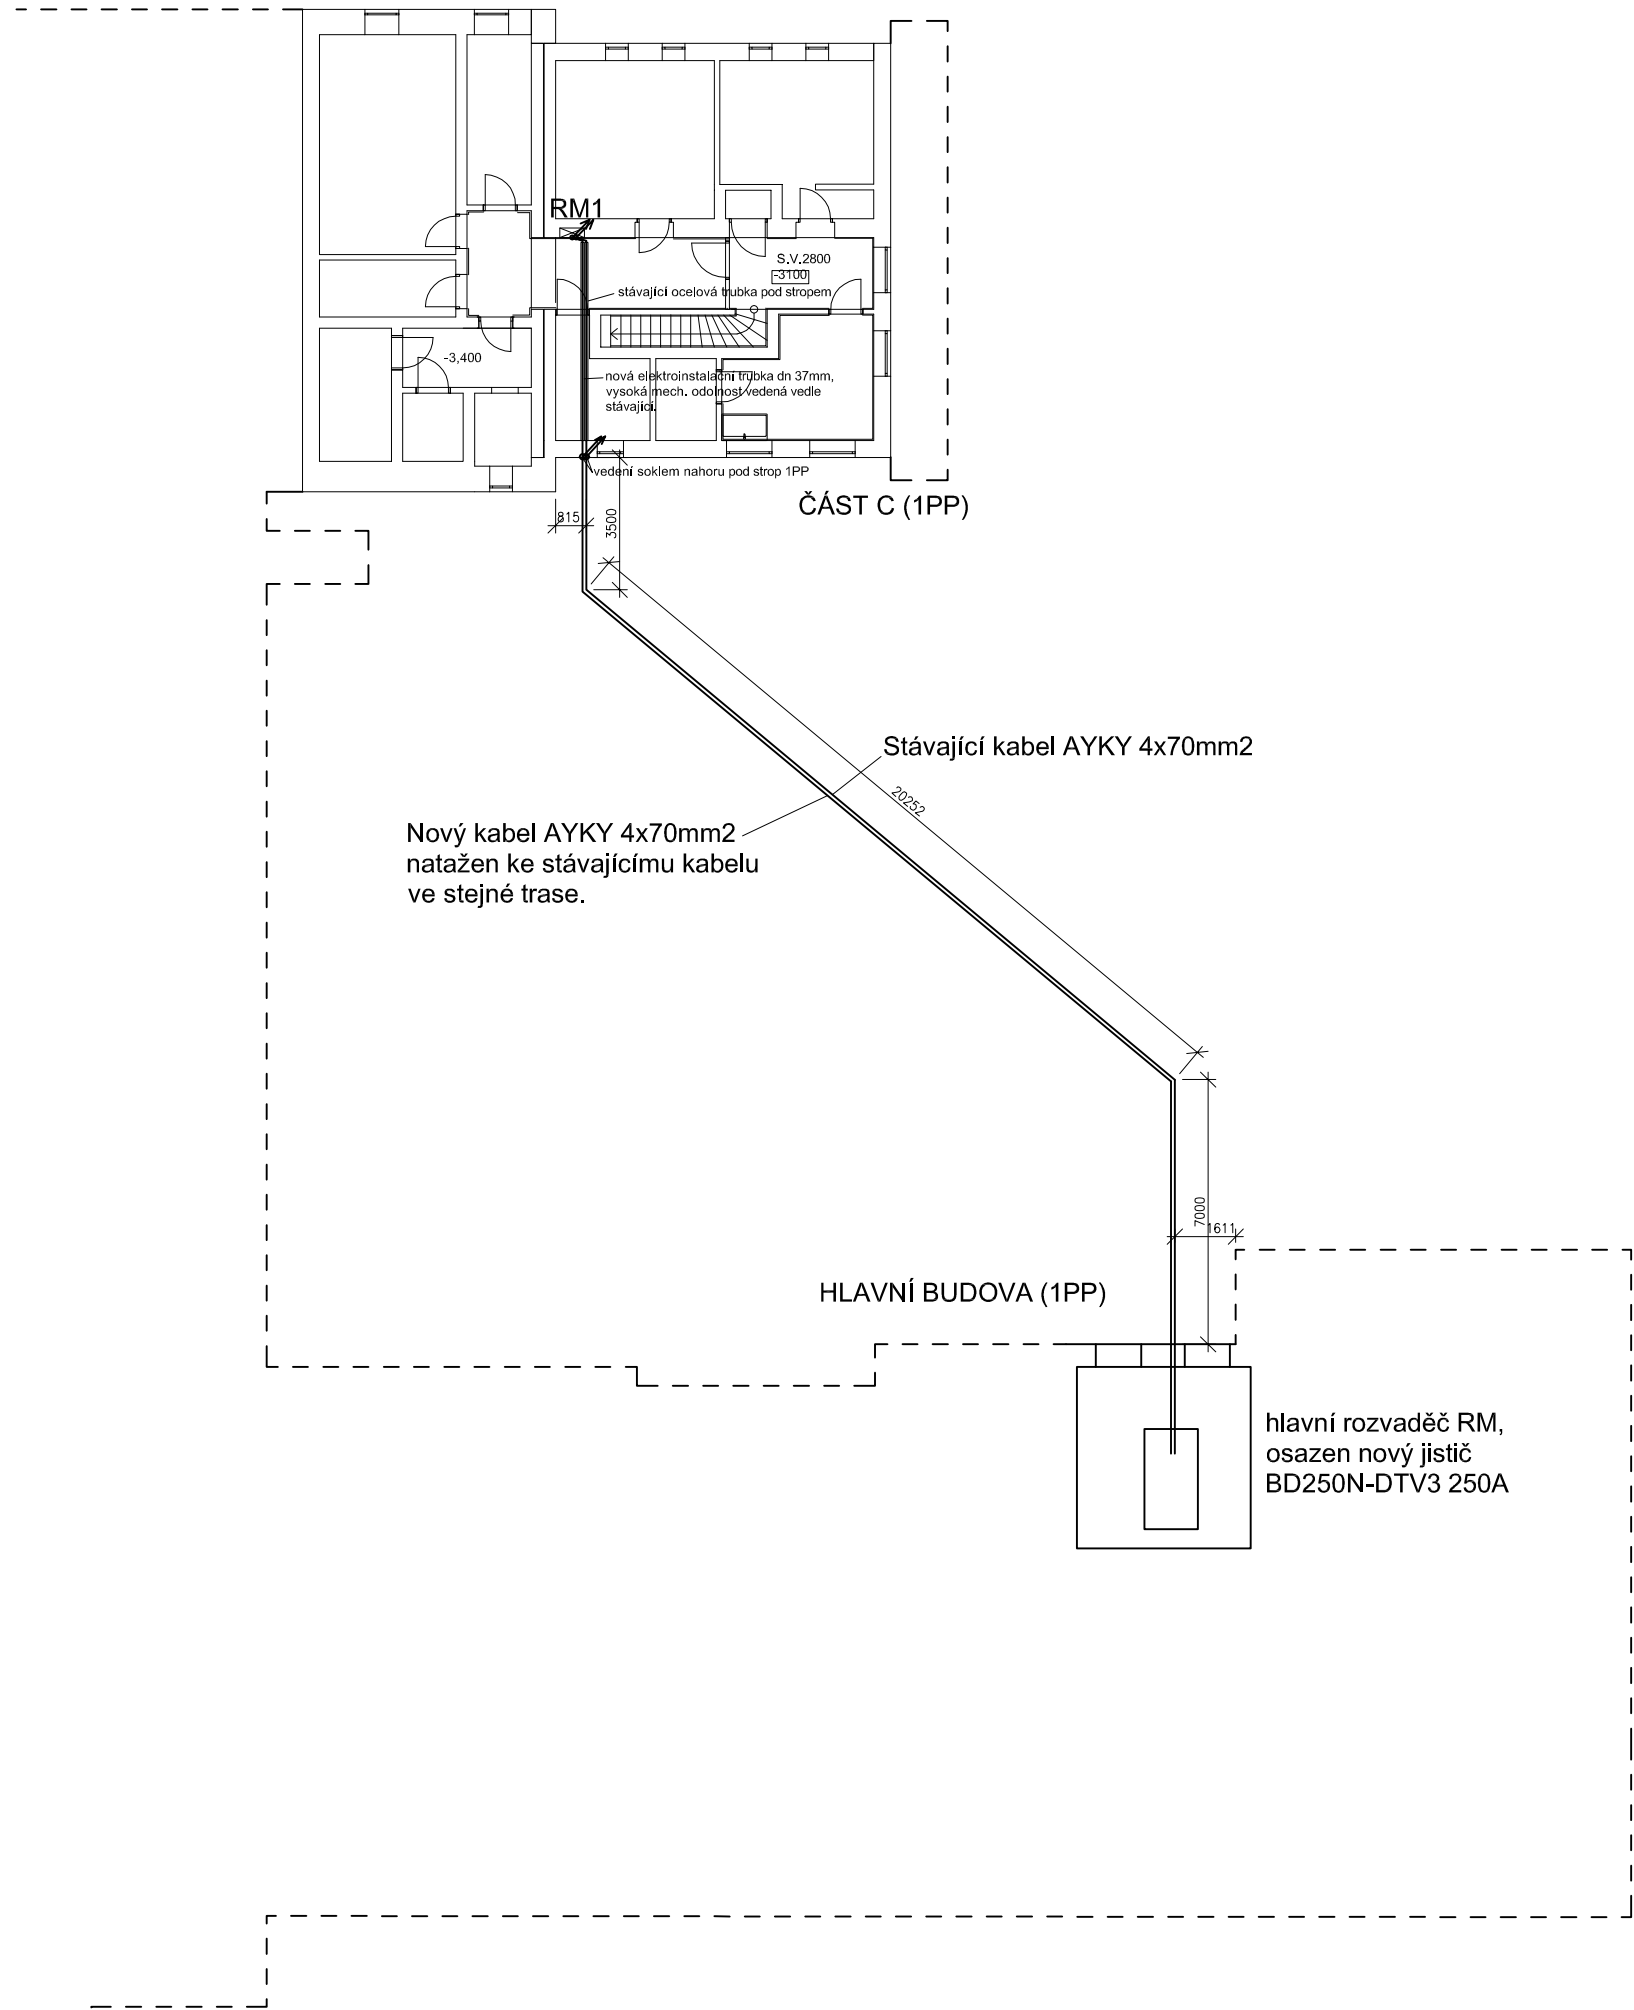 RM1
S.V.2800
-3100
stávající ocelová trubka pod stropem
-3,400
nová elektroinstalační trubka dn 37mm,
vysoká mech. odolnost vedená vedle
stávající.
vedení soklem nahoru pod strop 1PP
ČÁST C (1PP)
815
3500
Stávající kabel AYKY 4x70mm2
20252
Nový kabel AYKY 4x70mm2
natažen ke stávajícímu kabelu
ve stejné trase.
7000
1611
HLAVNÍ BUDOVA (1PP)
hlavní rozvaděč RM,
osazen nový jistič
BD250N-DTV3 250A